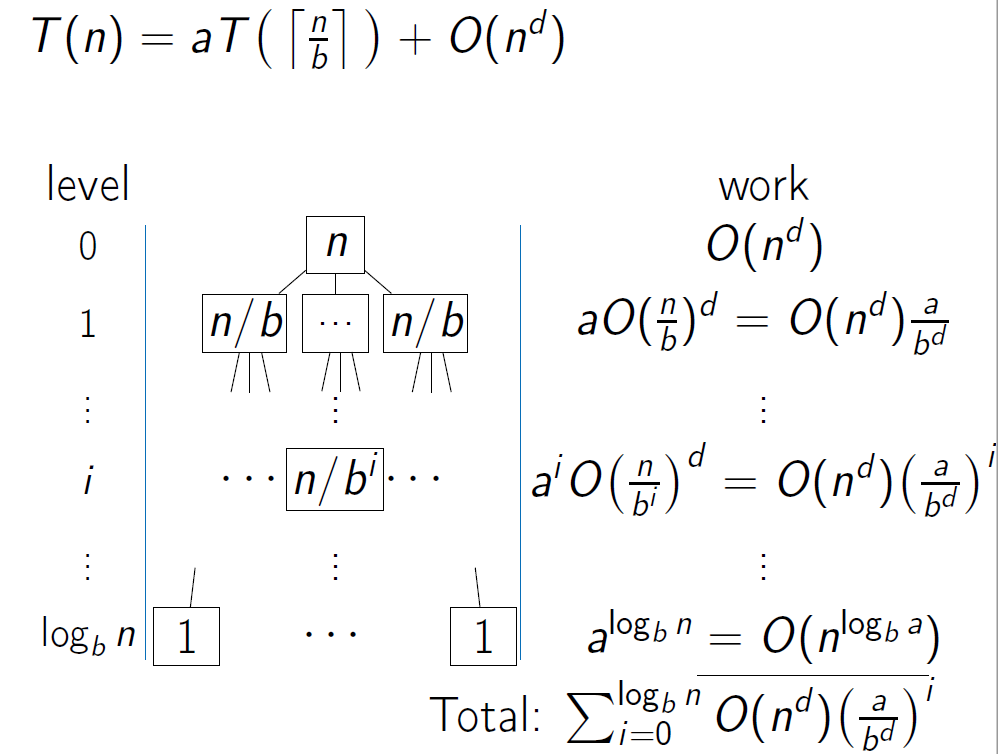 T(n) = aT(⌈n/b⌉) + O(n^d)
level work
0 n O(n^d)
1 n/b ··· n/b aO(n/b)^d = O(n^d) a/b^d
⋮ ⋮ ⋮
i ··· n/b^i ··· a^i O(n/b^i)^d = O(n^d)(a/b^d)^i
⋮ ⋮ ⋮
log_b n 1 ··· 1 a^{log_b n} = O(n^{log_b a})
Total: ∑_{i=0}^{log_b n} O(n^d)(a/b^d)^i